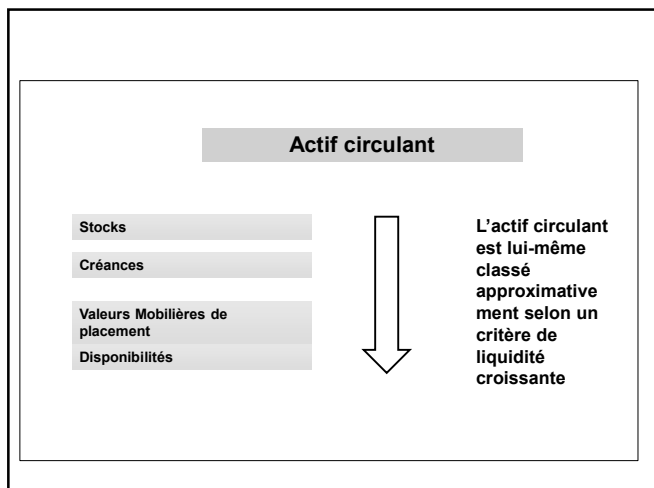 Actif circulant
Stocks
Créances
Valeurs Mobilières de
placement
Disponibilités
L’actif circulant
est lui-même
classé
approximative
ment selon un
critère de
liquidité
croissante